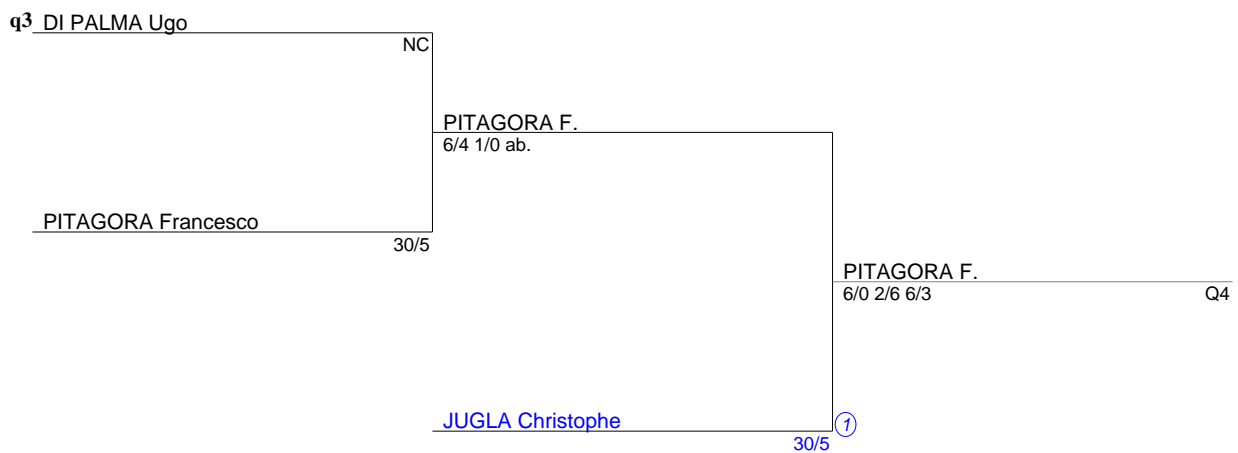 q3 DI PALMA Ugo
NC
PITAGORA F.
6/4 1/0 ab.
PITAGORA Francesco
30/5
PITAGORA F.
6/0 2/6 6/3
Q4
JUGLA Christophe
1
30/5